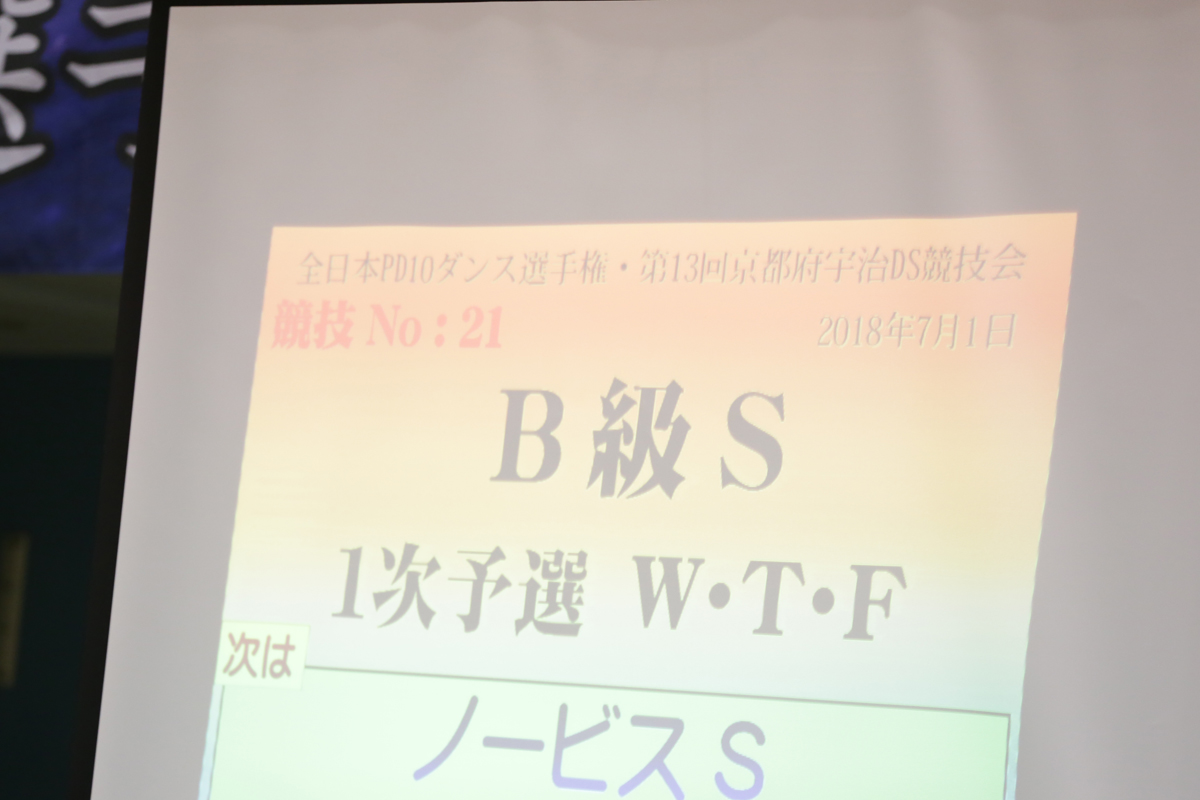 全日本PD10ダンス選手権・第13回京都府宇治DS競技会
競技 No：21
2018年7月1日
B級S
1次予選 W・T・F
次は
ノービスS